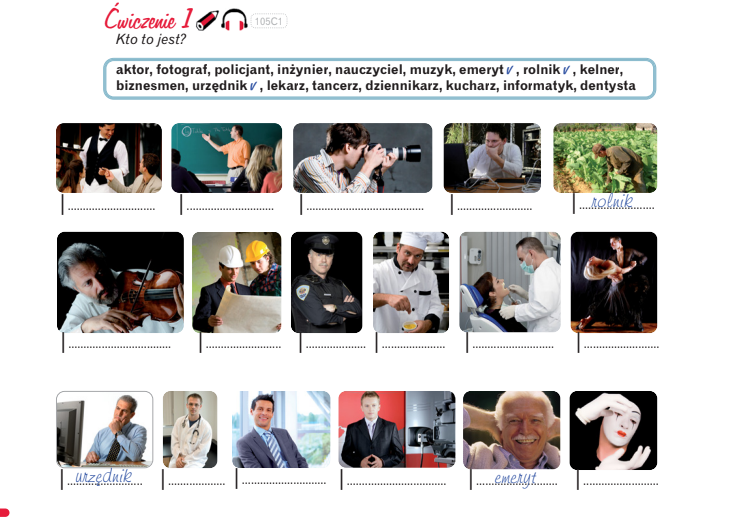 Ćwiczenie 1 105C1
Kto to jest?
aktor, fotograf, policjant, inżynier, nauczyciel, muzyk, emeryt ✓, rolnik ✓, kelner,
biznesmen, urzędnik ✓, lekarz, tancerz, dziennikarz, kucharz, informatyk, dentysta
rolnik
urzędnik
emeryt